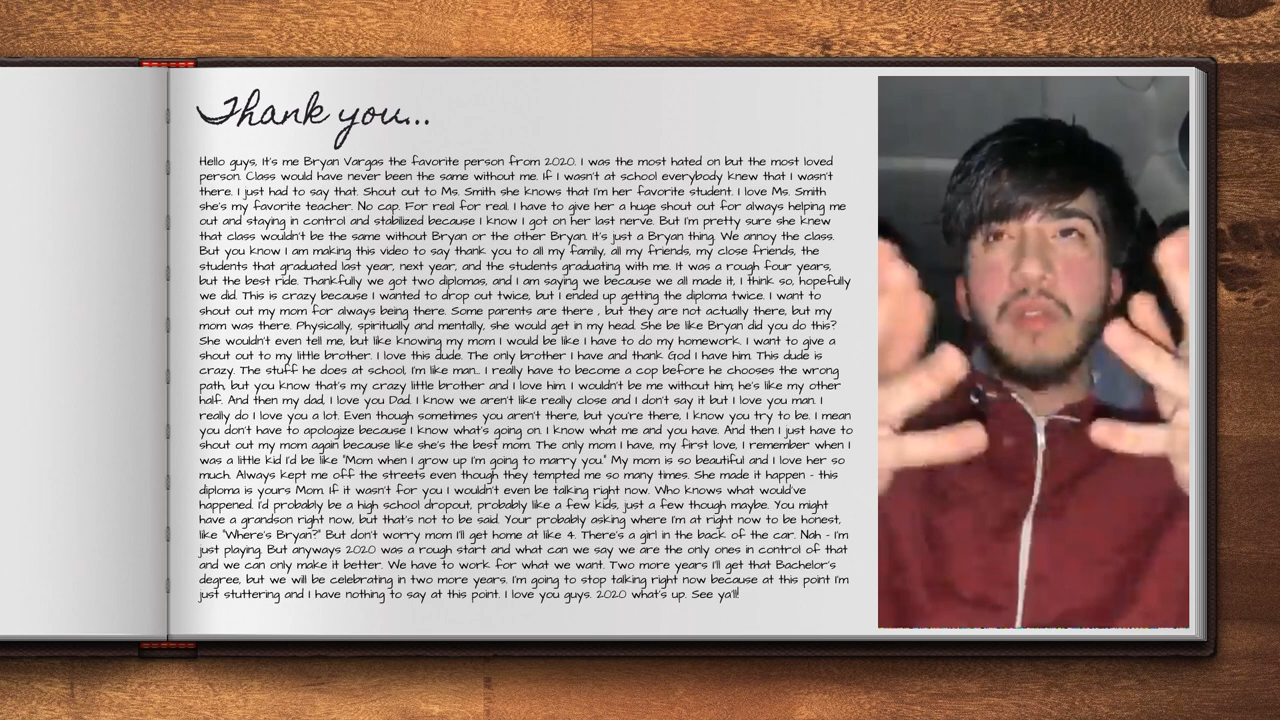 Thank you...
Hello guys, It's me Bryan Vargas the favorite person from 2020. I was the most hated on but the most loved
person. Class would have never been the same without me. If I wasn't at school everybody knew that I wasn't
there. I just had to say that. Shout out to Ms. Smith she knows that I'm her favorite student. I love Ms. Smith
she's my favorite teacher. No cap. For real for real. I have to give her a huge shout out for always helping me
out and staying in control and stabilized because I know I got on her last nerve. But I'm pretty sure she knew
that class wouldn't be the same without Bryan or the other Bryan. It's just a Bryan thing. We annoy the class.
But you know I am making this video to say thank you to all my family, all my friends, my close friends, the
students that graduated last year, next year, and the students graduating with me. It was a rough four years,
but the best ride. Thankfully we got two diplomas, and I am saying we because we all made it, I think so, hopefully
we did. This is crazy because I wanted to drop out twice, but I ended up getting the diploma twice. I want to
shout out my mom for always being there. Some parents are there , but they are not actually there, but my
mom was there. Physically, spiritually and mentally, she would get in my head. She be like Bryan did you do this?
She wouldn't even tell me, but like knowing my mom I would be like I have to do my homework. I want to give a
shout out to my little brother. I love this dude. The only brother I have and thank God I have him. This dude is
crazy. The stuff he does at school, I'm like man... I really have to become a cop before he chooses the wrong
path, but you know that's my crazy little brother and I love him. I wouldn't be me without him, he's like my other
half. And then my dad, I love you Dad. I know we aren't like really close and I don't say it but I love you man. I
really do I love you a lot. Even though sometimes you aren't there, but you're there, I know you try to be. I mean
you don't have to apologize because I know what's going on. I know what me and you have. And then I just have to
shout out my mom again because like she's the best mom. The only mom I have, my first love, I remember when I
was a little kid I'd be like "Mom when I grow up I'm going to marry you." My mom is so beautiful and I love her so
much. Always kept me off the streets even though they tempted me so many times. She made it happen - this
diploma is yours Mom. If it wasn't for you I wouldn't even be talking right now. Who knows what would've
happened. I'd probably be a high school dropout, probably like a few kids, just a few though maybe. You might
have a grandson right now, but that's not to be said. Your probably asking where I'm at right now to be honest,
like "Where's Bryan?" But don't worry mom I'll get home at like 4. There's a girl in the back of the car. Nah - I'm
just playing. But anyways 2020 was a rough start and what can we say we are the only ones in control of that
and we can only make it better. We have to work for what we want. Two more years I'll get that Bachelor's
degree, but we will be celebrating in two more years. I'm going to stop talking right now because at this point I'm
just stuttering and I have nothing to say at this point. I love you guys. 2020 what's up. See ya'll!